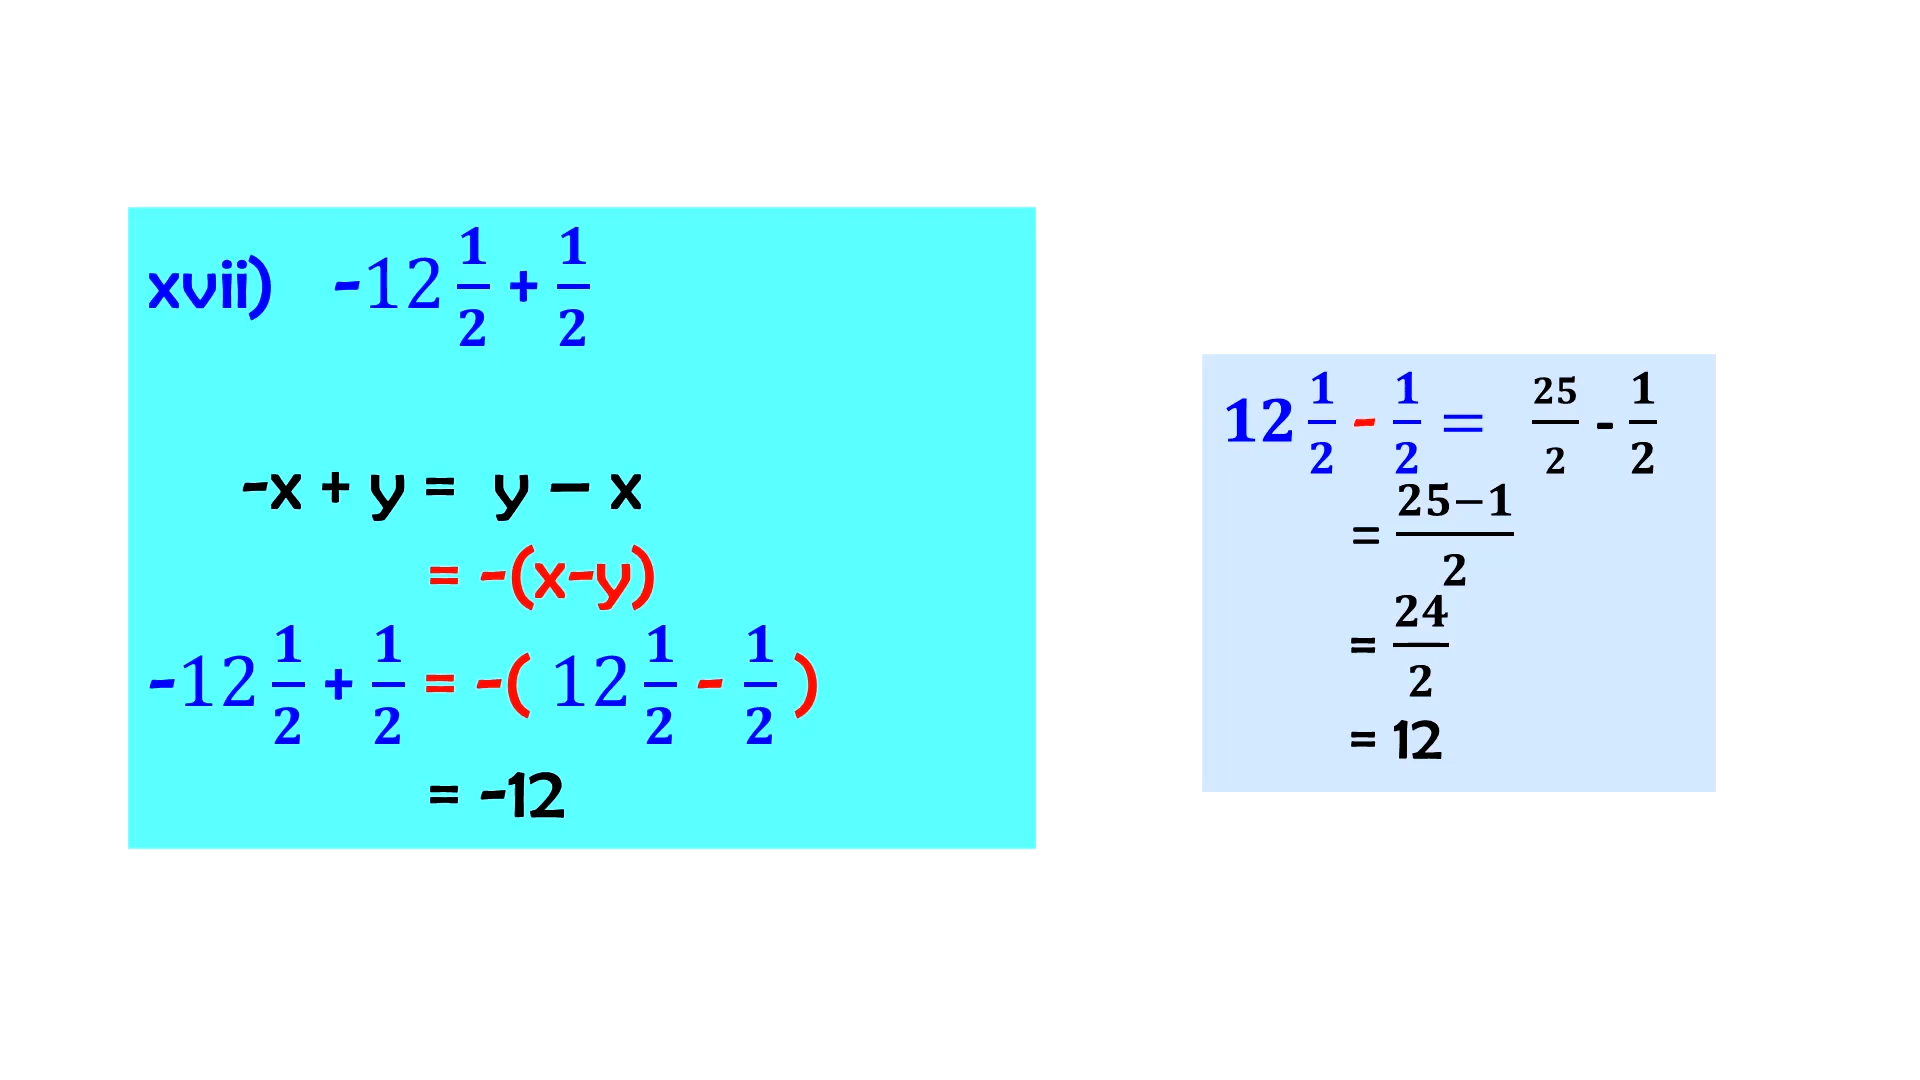 xvii) -12 1/2 + 1/2
-x + y = y – x
= -(x-y)
-12 1/2 + 1/2 = -( 12 1/2 - 1/2 )
= -12
12 1/2 - 1/2 = 25/2 - 1/2
= 25−1/2
= 24/2
= 12